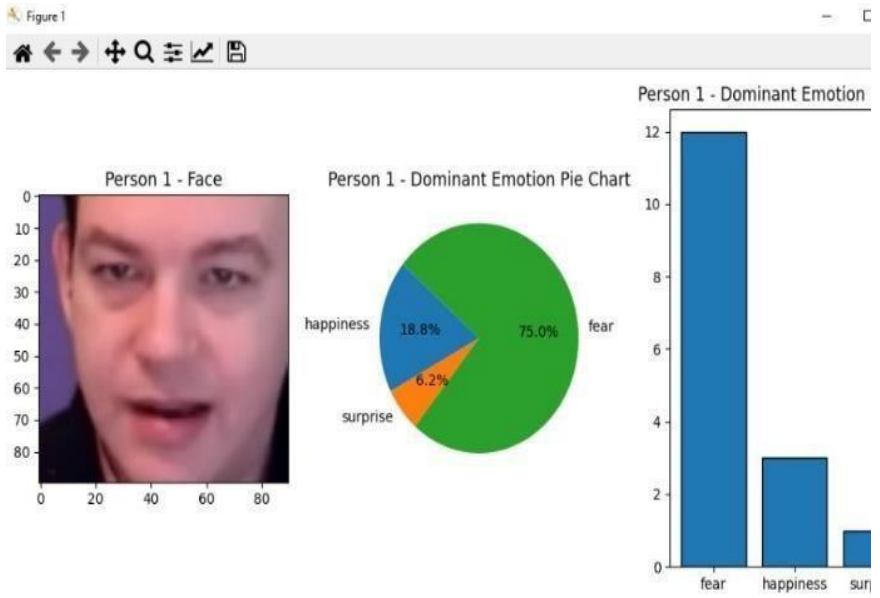 Figure 1
Person 1 - Face
0
10
20
30
40
50
60
70
80
0 20 40 60 80
Person 1 - Dominant Emotion Pie Chart
happiness
18.8%
surprise
6.2%
75.0%
fear
Person 1 - Dominant Emotion
12
10
8
6
4
2
0
fear happiness surp